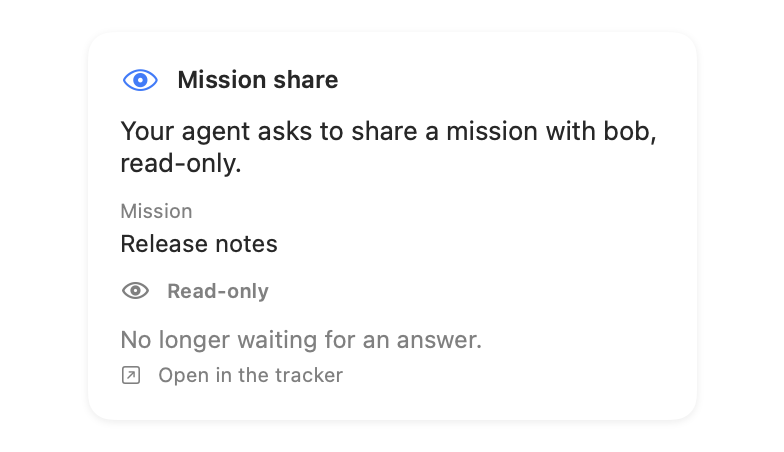 Mission share
Your agent asks to share a mission with bob,
read-only.
Mission
Release notes
Read-only
No longer waiting for an answer.
Open in the tracker